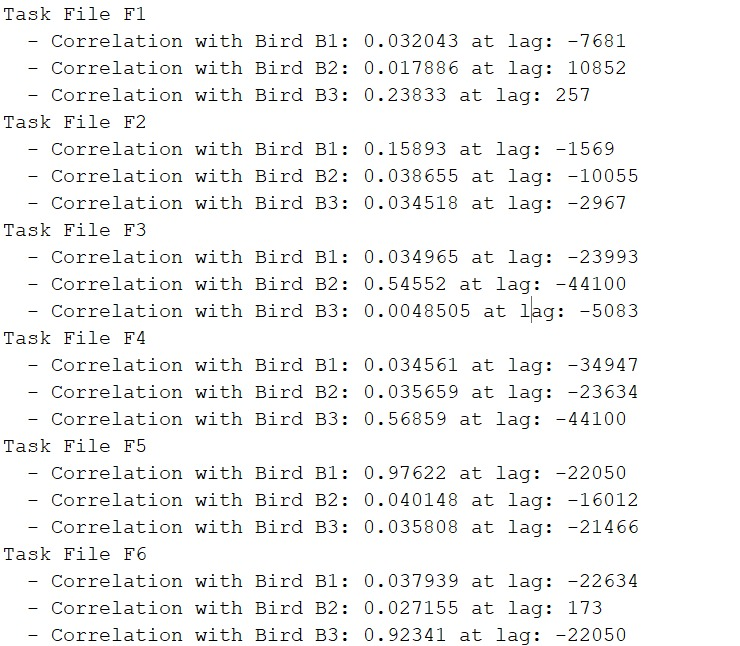 Task File F1
- Correlation with Bird B1: 0.032043 at lag: -7681
- Correlation with Bird B2: 0.017886 at lag: 10852
- Correlation with Bird B3: 0.23833 at lag: 257
Task File F2
- Correlation with Bird B1: 0.15893 at lag: -1569
- Correlation with Bird B2: 0.038655 at lag: -10055
- Correlation with Bird B3: 0.034518 at lag: -2967
Task File F3
- Correlation with Bird B1: 0.034965 at lag: -23993
- Correlation with Bird B2: 0.54552 at lag: -44100
- Correlation with Bird B3: 0.0048505 at lag: -5083
Task File F4
- Correlation with Bird B1: 0.034561 at lag: -34947
- Correlation with Bird B2: 0.035659 at lag: -23634
- Correlation with Bird B3: 0.56859 at lag: -44100
Task File F5
- Correlation with Bird B1: 0.97622 at lag: -22050
- Correlation with Bird B2: 0.040148 at lag: -16012
- Correlation with Bird B3: 0.035808 at lag: -21466
Task File F6
- Correlation with Bird B1: 0.037939 at lag: -22634
- Correlation with Bird B2: 0.027155 at lag: 173
- Correlation with Bird B3: 0.92341 at lag: -22050